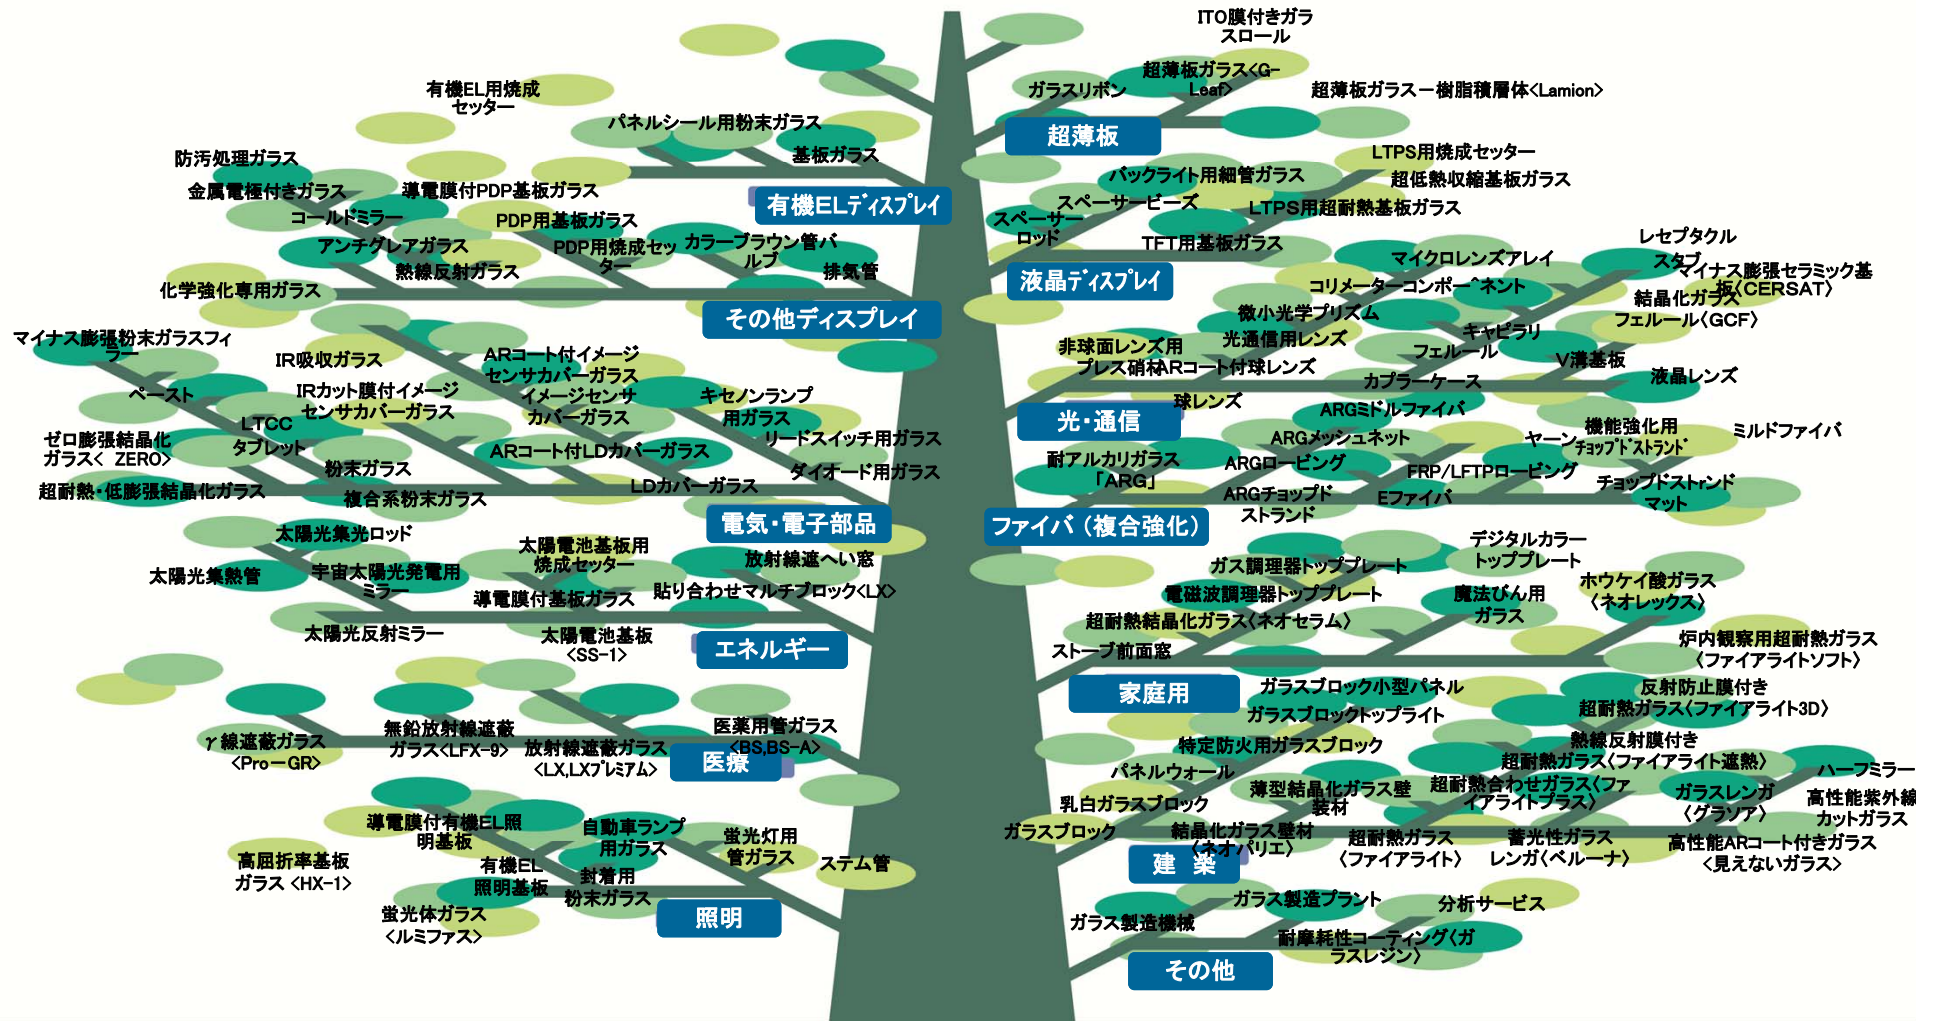 有機EL用焼成
セッター
パネルシール用粉末ガラス
基板ガラス
有機ELディスプレイ
防汚処理ガラス
金属電極付きガラス
導電膜付PDP基板ガラス
コールドミラー
PDP用基板ガラス
アンチグレアガラス
PDP用焼成セッ
ター
カラーブラウン管バ
ルブ
熱線反射ガラス
排気管
化学強化専用ガラス
その他ディスプレイ
マイナス膨張粉末ガラスフィ
ラー
IR吸収ガラス
ARコート付イメージ
センサカバーガラス
ペースト
IRカット膜付イメージ
センサカバーガラス
イメージセンサ
カバーガラス
キセノンランプ
用ガラス
LTCC
タブレット
ゼロ膨張結晶化
ガラス< ZERO>
リードスイッチ用ガラス
ARコート付LDカバーガラス
粉末ガラス
ダイオード用ガラス
超耐熱・低膨張結晶化ガラス
複合系粉末ガラス
LDカバーガラス
電気・電子部品
太陽光集光ロッド
太陽電池基板用
焼成セッター
放射線遮へい窓
太陽光集熱管
宇宙太陽光発電用
ミラー
貼り合わせマルチブロック<LX>
導電膜付基板ガラス
太陽光反射ミラー
太陽電池基板
<SS-1>
エネルギー
γ線遮蔽ガラス
<Pro－GR>
無鉛放射線遮蔽
ガラス<LFX-9>
放射線遮蔽ガラス
<LX,LXプレミアム>
医薬用管ガラス
<BS,BS-A>
医療
導電膜付有機EL照
明基板
自動車ランプ
用ガラス
蛍光灯用
管ガラス
ステム管
高屈折率基板
ガラス <HX-1>
有機EL
照明基板
封着用
粉末ガラス
蛍光体ガラス
<ルミファス>
照明
ITO膜付きガラ
スロール
超薄板ガラス<G-
Leaf>
ガラスリボン
超薄板ガラス－樹脂積層体<Lamion>
超薄板
LTPS用焼成セッター
バックライト用細管ガラス
超低熱収縮基板ガラス
スペーサービーズ
LTPS用超耐熱基板ガラス
スペーサー
ロッド
TFT用基板ガラス
液晶ディスプレイ
レセプタクル
スタブ
マイクロレンズアレイ
マイナス膨張セラミック基
板〈CERSAT〉
コリメーターコンポーネント
結晶化ガラス
フェルール〈GCF〉
微小光学プリズム
キャピラリ
光通信用レンズ
非球面レンズ用
プレス硝材
フェルール
ARコート付球レンズ
V溝基板
カプラーケース
液晶レンズ
球レンズ
光・通信
ARGミドルファイバ
機能強化用
チョップドストランド
ミルドファイバ
ARGメッシュネット
ヤーン
耐アルカリガラス
「ARG」
ARGロービング
FRP/LFTPロービング
ARGチョップド
ストランド
Eファイバ
チョップドストランド
マット
ファイバ（複合強化）
デジタルカラー
トッププレート
ガス調理器トッププレート
電磁波調理器トッププレート
魔法びん用
ガラス
ホウケイ酸ガラス
〈ネオレックス〉
超耐熱結晶化ガラス〈ネオセラム〉
ストーブ前面窓
炉内観察用超耐熱ガラス
〈ファイアライトソフト〉
家庭用
ガラスブロック小型パネル
反射防止膜付き
超耐熱ガラス〈ファイアライト3D〉
ガラスブロックトップライト
特定防火用ガラスブロック
熱線反射膜付き
超耐熱ガラス〈ファイアライト遮熱〉
パネルウォール
薄型結晶化ガラス壁
装材
超耐熱合わせガラス〈ファ
イアライトプラス〉
ガラスレンガ
〈グラソア〉
ハーフミラー
乳白ガラスブロック
高性能紫外線
カットガラス
ガラスブロック
結晶化ガラス壁材
〈ネオパリエ〉
超耐熱ガラス
〈ファイアライト〉
蓄光性ガラス
レンガ〈ベルーナ〉
高性能ARコート付きガラス
<見えないガラス>
建 築
ガラス製造プラント
分析サービス
ガラス製造機械
耐摩耗性コーティング〈ガ
ラスレジン〉
その他